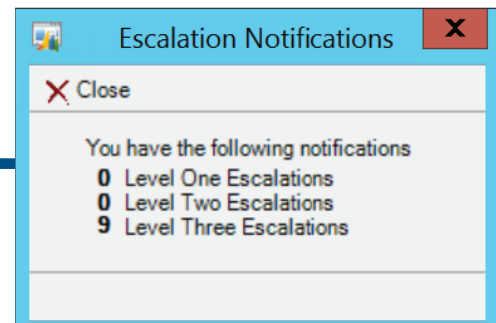 Escalation Notifications
X
Close
You have the following notifications
0 Level One Escalations
0 Level Two Escalations
9 Level Three Escalations